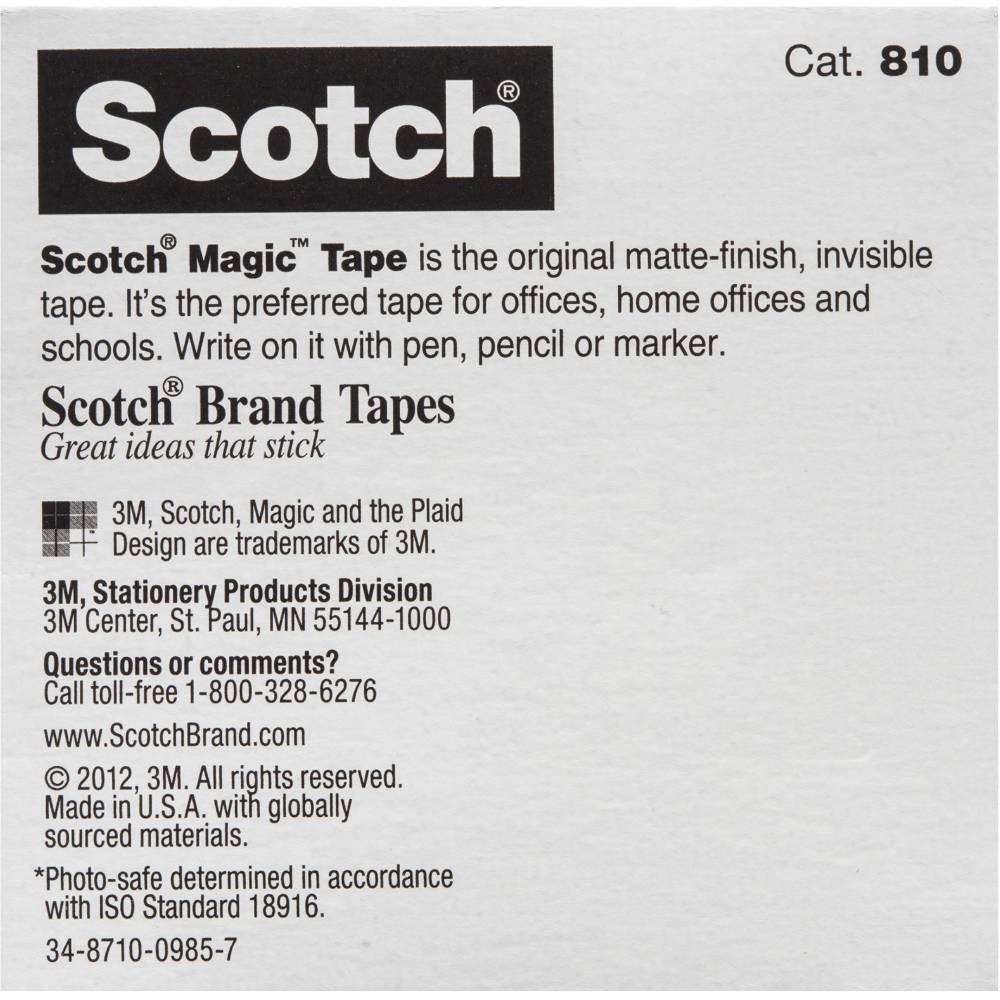 Scotch®
Cat. 810
Scotch® Magic™ Tape is the original matte-finish, invisible
tape. It's the preferred tape for offices, home offices and
schools. Write on it with pen, pencil or marker.
Scotch® Brand Tapes
Great ideas that stick
3M, Scotch, Magic and the Plaid
™ Design are trademarks of 3M.
3M, Stationery Products Division
3M Center, St. Paul, MN 55144-1000
Questions or comments?
Call toll-free 1-800-328-6276
www.ScotchBrand.com
© 2012, 3M. All rights reserved.
Made in U.S.A. with globally
sourced materials.
*Photo-safe determined in accordance
with ISO Standard 18916.
34-8710-0985-7